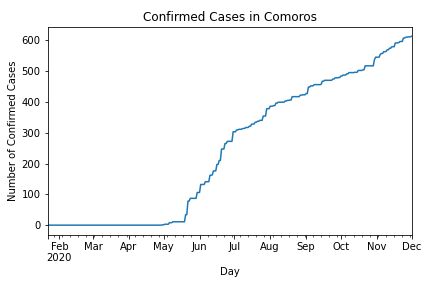 Confirmed Cases in Comoros
600
500
400
300
200
100
0
Number of Confirmed Cases
Feb Mar Apr May Jun Jul Aug Sep Oct Nov Dec
2020
Day